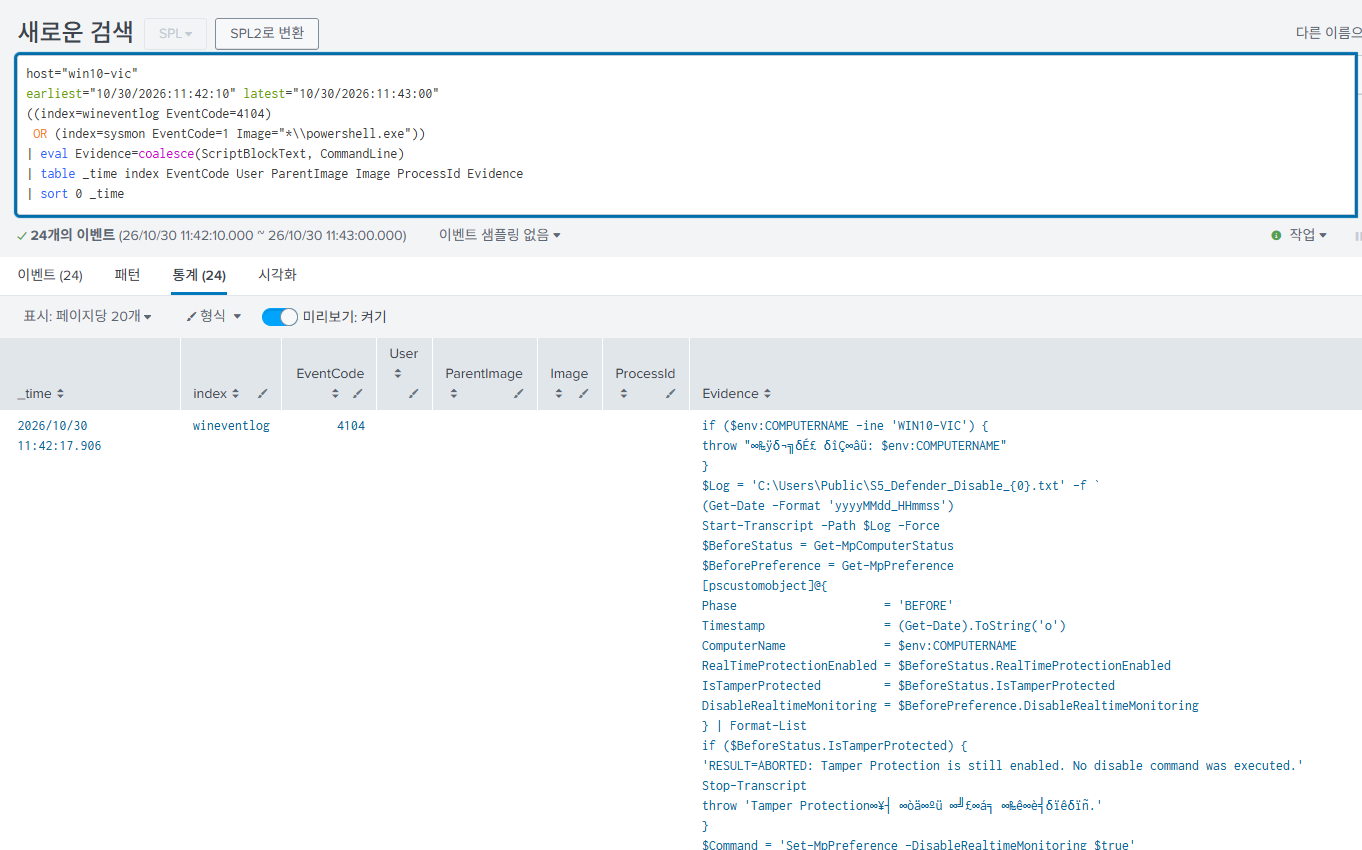 새로운 검색
SPL
SPL2로 변환
다른 이름으
host="win10-vic"
earliest="10/30/2026:11:42:10" latest="10/30/2026:11:43:00"
((index=wineventlog EventCode=4104)
OR (index=sysmon EventCode=1 Image="*\\powershell.exe"))
| eval Evidence=coalesce(ScriptBlockText, CommandLine)
| table _time index EventCode User ParentImage Image ProcessId Evidence
| sort 0 _time
24개의 이벤트 (26/10/30 11:42:10.000 ~ 26/10/30 11:43:00.000)
이벤트 샘플링 없음
작업
이벤트 (24)
패턴
통계 (24)
시각화
표시: 페이지당 20개
형식
미리보기: 켜기
_time
index
EventCode
User
ParentImage
Image
ProcessId
Evidence
2026/10/30
11:42:17.906
wineventlog
4104
if ($env:COMPUTERNAME -ine 'WIN10-VIC') {
throw ": $env:COMPUTERNAME"
}
$Log = 'C:\Users\Public\S5_Defender_Disable_{0}.txt' -f `
(Get-Date -Format 'yyyyMMdd_HHmmss')
Start-Transcript -Path $Log -Force
$BeforeStatus = Get-MpComputerStatus
$BeforePreference = Get-MpPreference
[pscustomobject]@{
Phase = 'BEFORE'
Timestamp = (Get-Date).ToString('o')
ComputerName = $env:COMPUTERNAME
RealTimeProtectionEnabled = $BeforeStatus.RealTimeProtectionEnabled
IsTamperProtected = $BeforeStatus.IsTamperProtected
DisableRealtimeMonitoring = $BeforePreference.DisableRealtimeMonitoring
} | Format-List
if ($BeforeStatus.IsTamperProtected) {
'RESULT=ABORTED: Tamper Protection is still enabled. No disable command was executed.'
Stop-Transcript
throw 'Tamper Protection
}
$Command = 'Set-MpPreference -DisableRealtimeMonitoring $true'